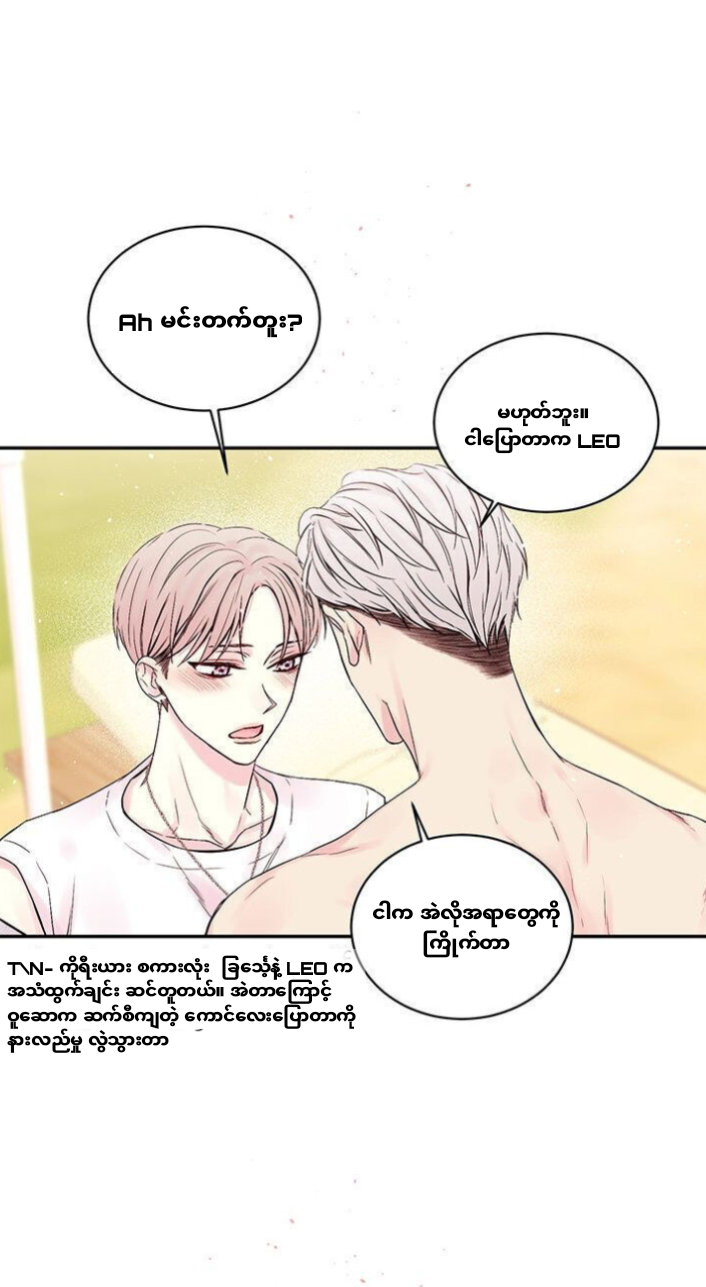 Ah မင်းတက်တူး?
မဟုတ်ဘူး။
ငါပြောတာက LEO
ငါက အဲလိုအရာတွေကို
ကြိုက်တာ
T\N- ကိုရီးယား စကားလုံး ခြင်္သေ့နဲ့ LEO က
အသံထွက်ချင်း ဆင်တူတယ်။ အဲတာကြောင့်
ဝူဆောက ဆက်စီကျတဲ့ ကောင်လေးပြောတာကို
နားလည်မှု လွဲသွားတာ